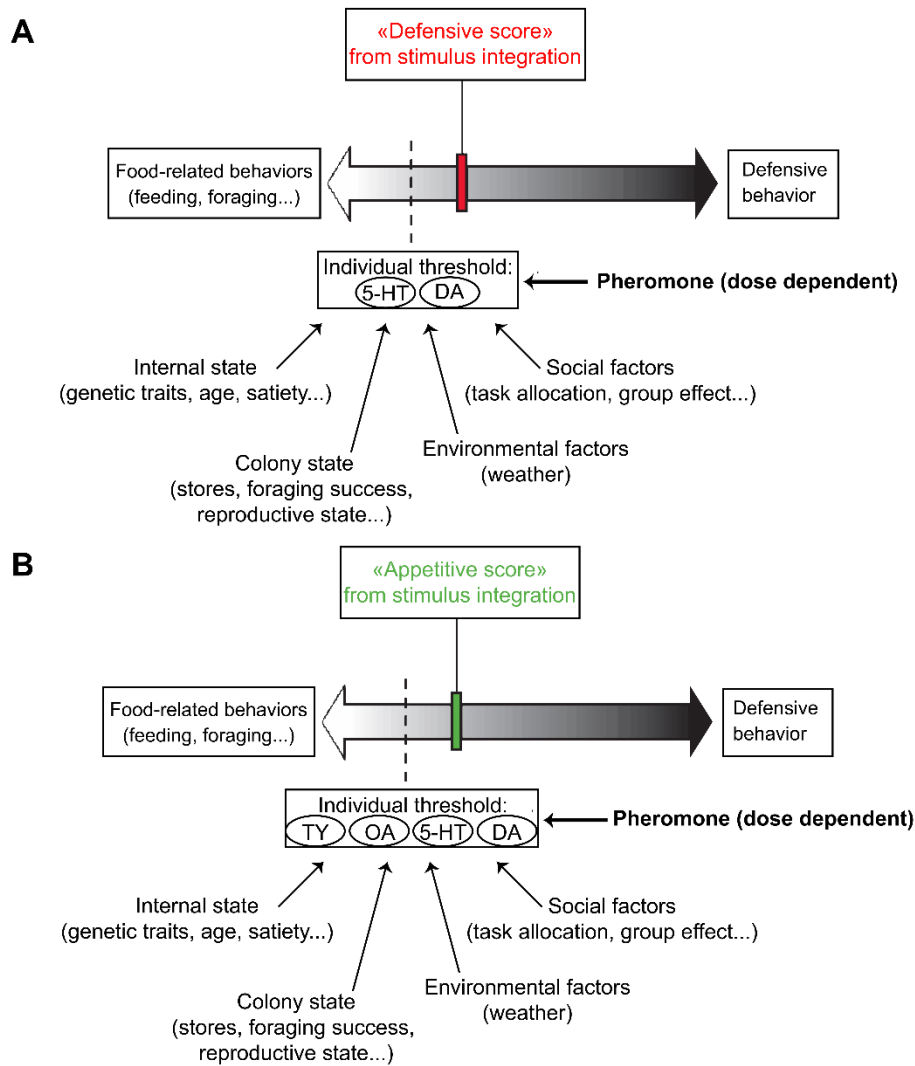 A
«Defensive score»
from stimulus integration
Food-related behaviors
(feeding, foraging...)
Defensive
behavior
Individual threshold:
5-HT DA
Pheromone (dose dependent)
Internal state
(genetic traits, age, satiety...)
Social factors
(task allocation, group effect...)
Colony state
(stores, foraging success,
reproductive state...)
Environmental factors
(weather)
B
«Appetitive score»
from stimulus integration
Food-related behaviors
(feeding, foraging...)
Defensive
behavior
Individual threshold:
TY OA 5-HT DA
Pheromone (dose dependent)
Internal state
(genetic traits, age, satiety...)
Social factors
(task allocation, group effect...)
Colony state
(stores, foraging success,
reproductive state...)
Environmental factors
(weather)